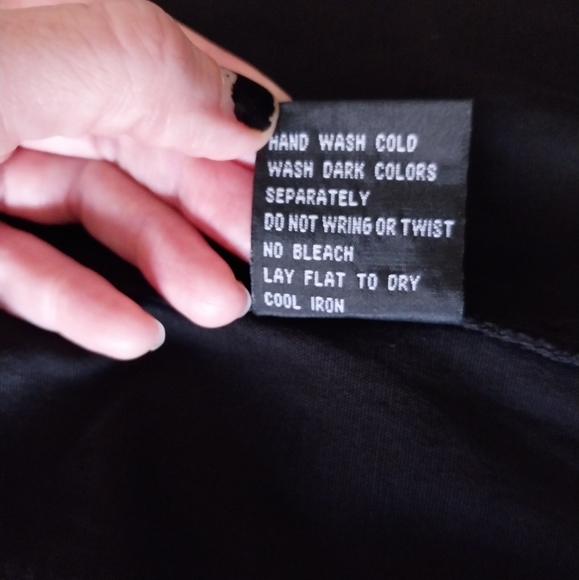 HAND WASH COLD
WASH DARK COLORS
SEPARATELY
DO NOT WRING OR TWIST
NO BLEACH
LAY FLAT TO DRY
COOL IRON